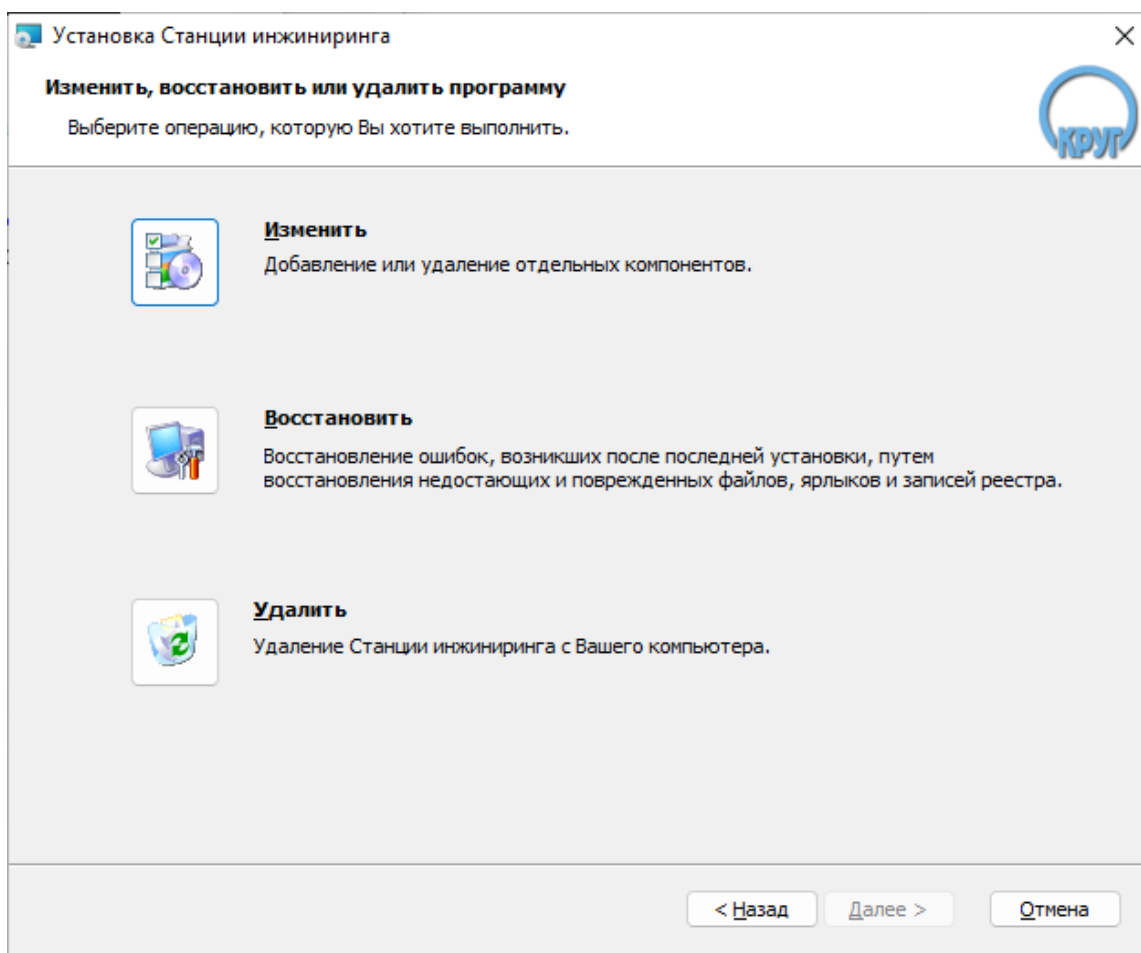 Установка Станции инжиниринга
Изменить, восстановить или удалить программу
Выберите операцию, которую Вы хотите выполнить.
КРУГ
Изменить
Добавление или удаление отдельных компонентов.
Восстановить
Восстановление ошибок, возникших после последней установки, путем
восстановления недостающих и поврежденных файлов, ярлыков и записей реестра.
Удалить
Удаление Станции инжиниринга с Вашего компьютера.
< Назад Далее > Отмена